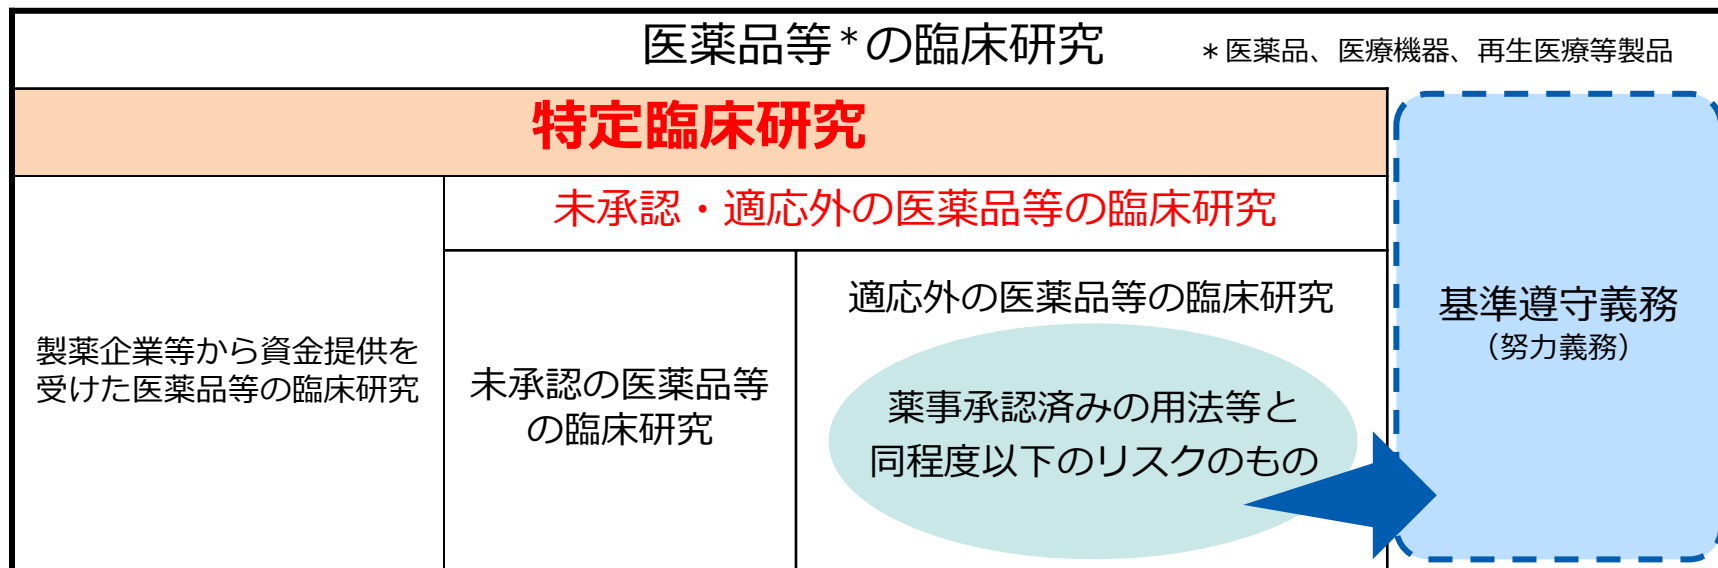 医薬品等*の臨床研究 *医薬品、医療機器、再生医療等製品
特定臨床研究
製薬企業等から資金提供を
受けた医薬品等の臨床研究
未承認・適応外の医薬品等の臨床研究
未承認の医薬品等
の臨床研究
適応外の医薬品等の臨床研究
薬事承認済みの用法等と
同程度以下のリスクのもの
基準遵守義務
（努力義務）